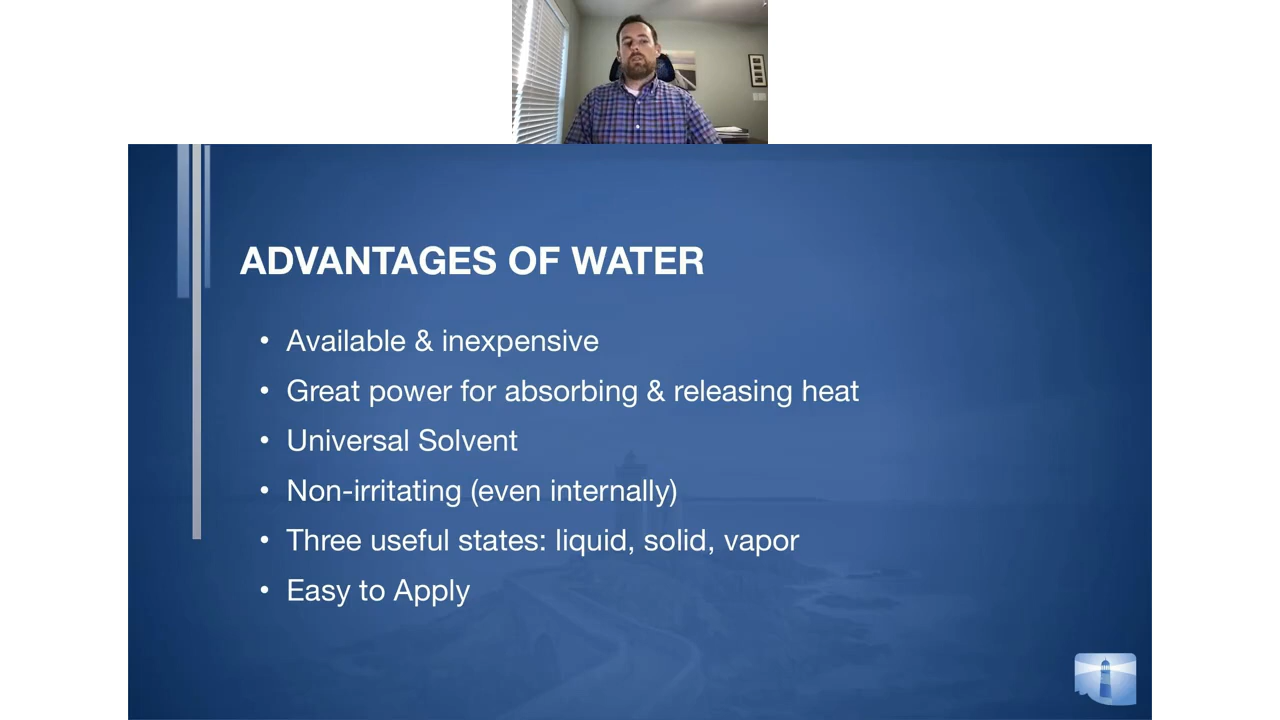 ADVANTAGES OF WATER
• Available & inexpensive
• Great power for absorbing & releasing heat
• Universal Solvent
• Non-irritating (even internally)
• Three useful states: liquid, solid, vapor
• Easy to Apply